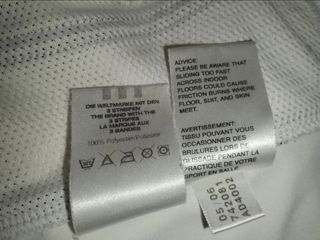 DIE WELTMARKE MIT DEN
3 STREIFEN
THE BRAND WITH THE
3 STRIPES
LA MARQUE AUX
3 BANDES
100% Polyester/Poliéster
ADVICE:
PLEASE BE AWARE THAT
SLIDING TOO FAST
ACROSS INDOOR
FLOORS COULD CAUSE
FRICTION BURNS WHERE
FLOOR, SUIT, AND SKIN
MEET.
AVERTISSEMENT:
TISSU POUVANT VOUS
OCCASIONNER DES
BRULURES LORS DE
GLISSADE PENDANT LA
PRACTIQUE DE VOTRE
SPORT EN SALLE
05 06
742081
AD4002